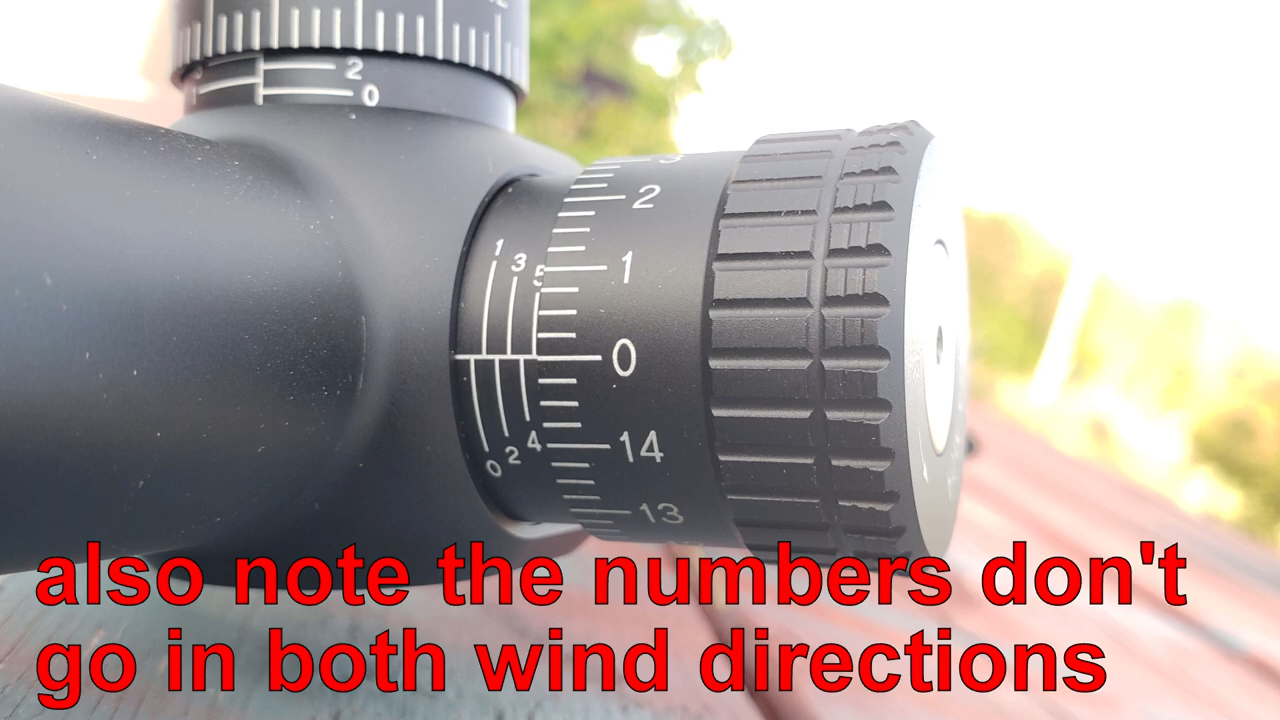 2
0
2
1
1 3 5
0
0 2 4
14
13
also note the numbers don't
go in both wind directions